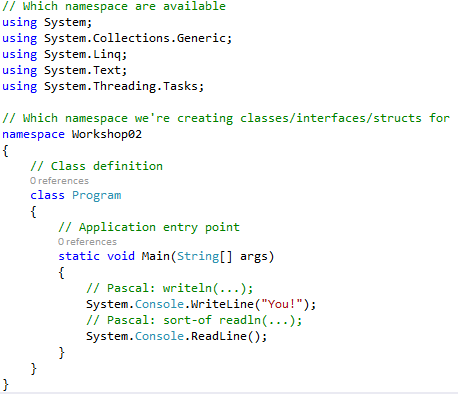 // Which namespace are available
using System;
using System.Collections.Generic;
using System.Linq;
using System.Text;
using System.Threading.Tasks;

// Which namespace we're creating classes/interfaces/structs for
namespace Workshop02
{
    // Class definition
    0 references
    class Program
    {
        // Application entry point
        0 references
        static void Main(String[] args)
        {
            // Pascal: writeln(...);
            System.Console.WriteLine("You!");
            // Pascal: sort-of readln(...);
            System.Console.ReadLine();
        }
    }
}